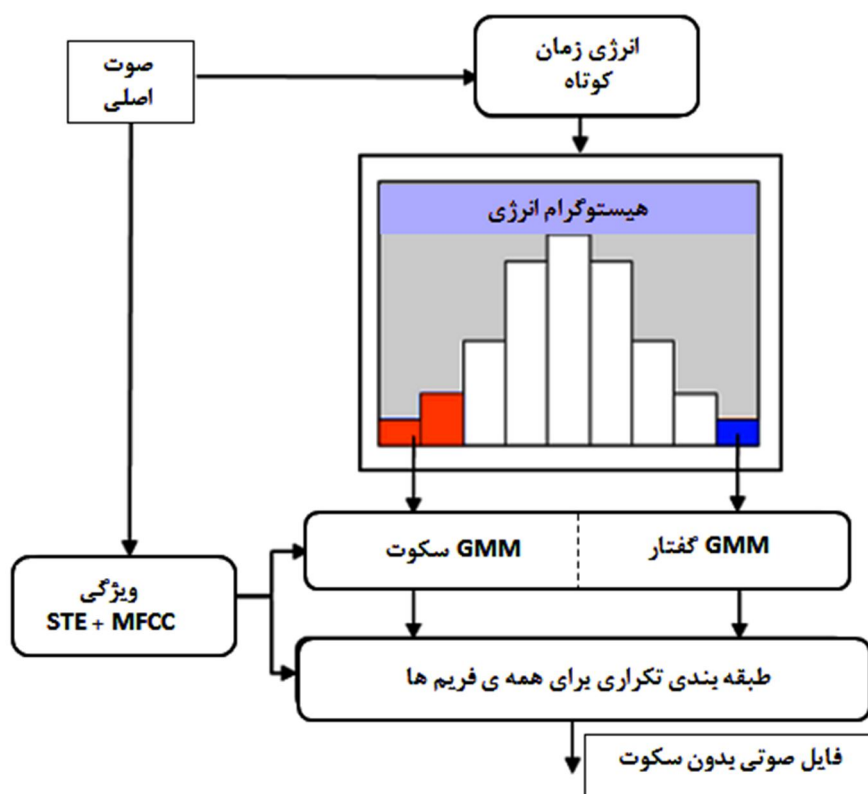 انرژی زمان
کوتاه
صوت
اصلی
هیستوگرام انرژی
GMM گفتار
GMM سکوت
ویژگی
STE + MFCC
طبقه بندی تکراری برای همه ی فریم ها
فایل صوتی بدون سکوت